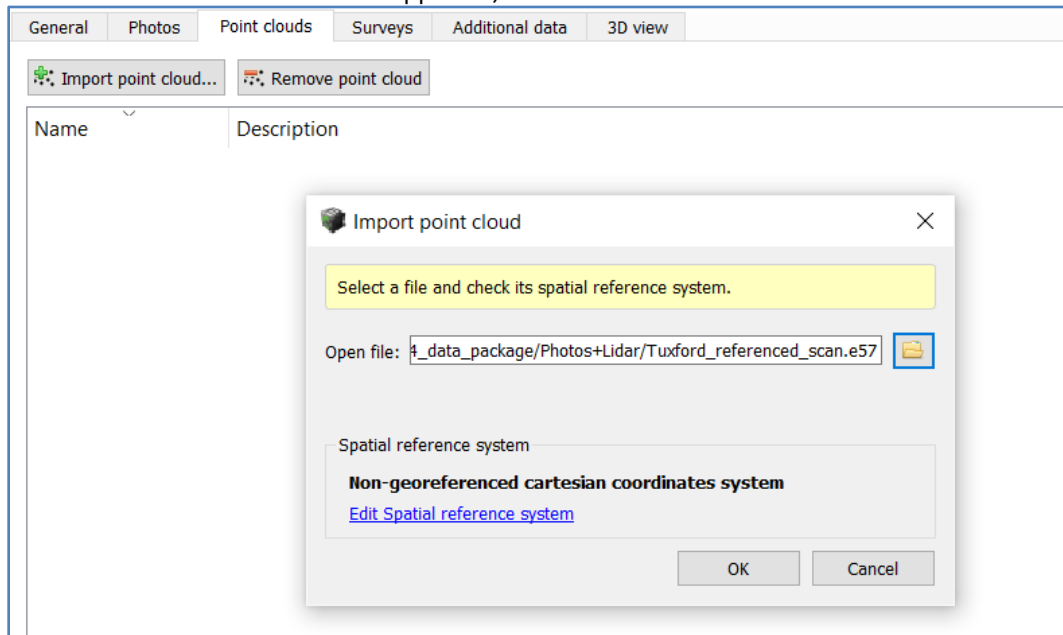 General Photos Point clouds Surveys Additional data 3D view
Import point cloud... Remove point cloud
Name Description
Import point cloud
Select a file and check its spatial reference system.
Open file: 4_data_package/Photos+Lidar/Tuxford_referenced_scan.e57
Spatial reference system
Non-georeferenced cartesian coordinates system
Edit Spatial reference system
OK Cancel